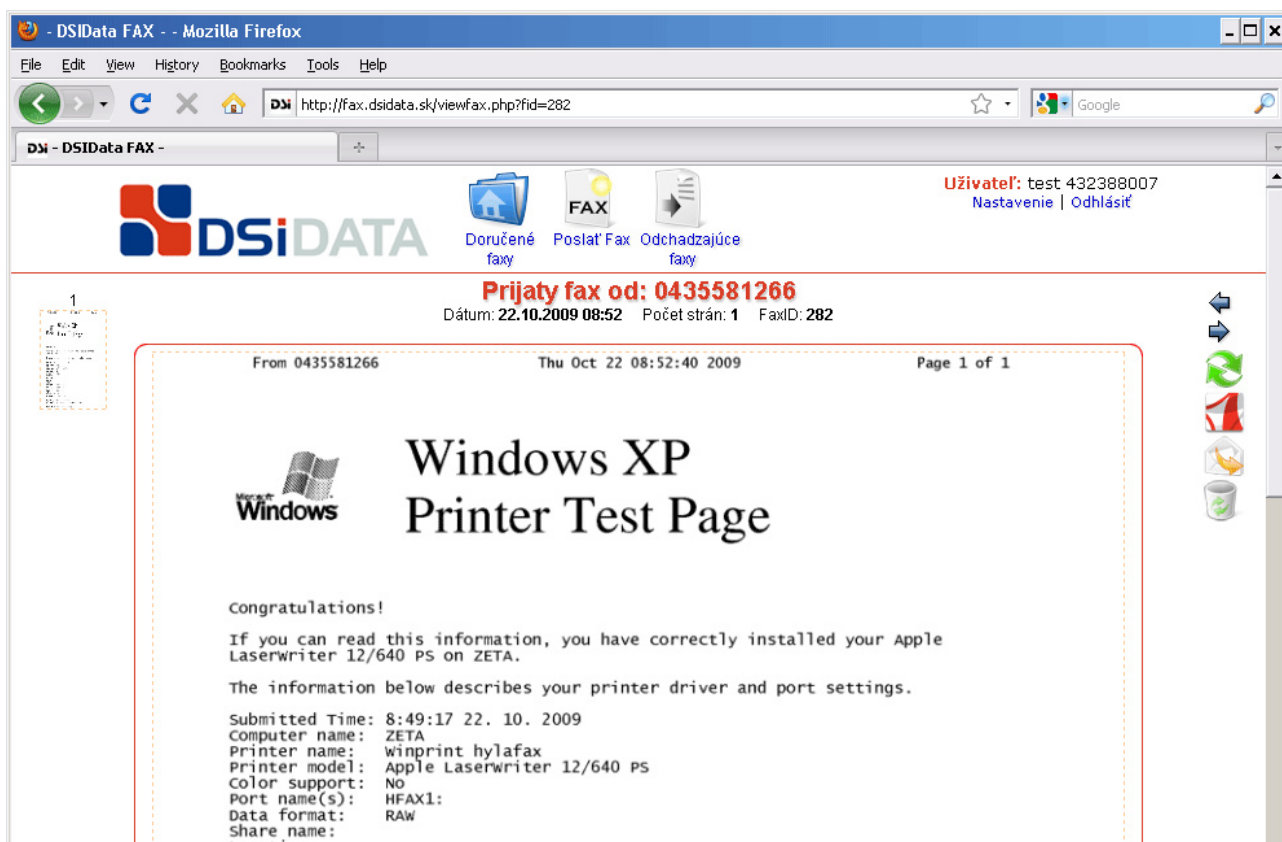 - DSIData FAX - - Mozilla Firefox
File Edit View History Bookmarks Tools Help
DSi http://fax.dsidata.sk/viewfax.php?fid=282 Google
DSi - DSIData FAX -
DSiDATA
FAX
Doručené faxy
Poslať Fax
Odchadzajúce faxy
Užívateľ: test 432388007
Nastavenie | Odhlásiť
Prijaty fax od: 0435581266
Dátum: 22.10.2009 08:52 Počet strán: 1 FaxID: 282
1
From 0435581266 Thu Oct 22 08:52:40 2009 Page 1 of 1
Microsoft
Windows
Windows XP
Printer Test Page
Congratulations!
If you can read this information, you have correctly installed your Apple
LaserWriter 12/640 PS on ZETA.
The information below describes your printer driver and port settings.
Submitted Time: 8:49:17 22. 10. 2009
Computer name: ZETA
Printer name: Winprint hylafax
Printer model: Apple LaserWriter 12/640 PS
Color support: No
Port name(s): HFAX1:
Data format: RAW
Share name: